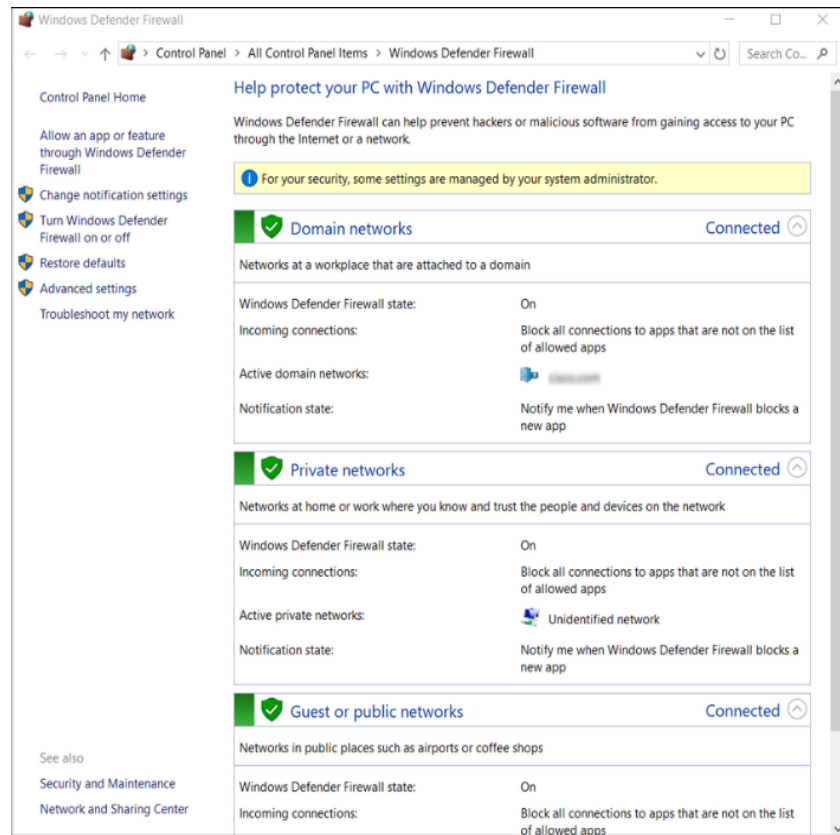 Windows Defender Firewall
Control Panel > All Control Panel Items > Windows Defender Firewall
Search Co...
Control Panel Home
Allow an app or feature
through Windows Defender
Firewall
Change notification settings
Turn Windows Defender
Firewall on or off
Restore defaults
Advanced settings
Troubleshoot my network
See also
Security and Maintenance
Network and Sharing Center
Help protect your PC with Windows Defender Firewall
Windows Defender Firewall can help prevent hackers or malicious software from gaining access to your PC
through the Internet or a network.
For your security, some settings are managed by your system administrator.
Domain networks Connected
Networks at a workplace that are attached to a domain
Windows Defender Firewall state: On
Incoming connections: Block all connections to apps that are not on the list
of allowed apps
Active domain networks:
Notification state: Notify me when Windows Defender Firewall blocks a
new app
Private networks Connected
Networks at home or work where you know and trust the people and devices on the network
Windows Defender Firewall state: On
Incoming connections: Block all connections to apps that are not on the list
of allowed apps
Active private networks: Unidentified network
Notification state: Notify me when Windows Defender Firewall blocks a
new app
Guest or public networks Connected
Networks in public places such as airports or coffee shops
Windows Defender Firewall state: On
Incoming connections: Block all connections to apps that are not on the list
of allowed apps